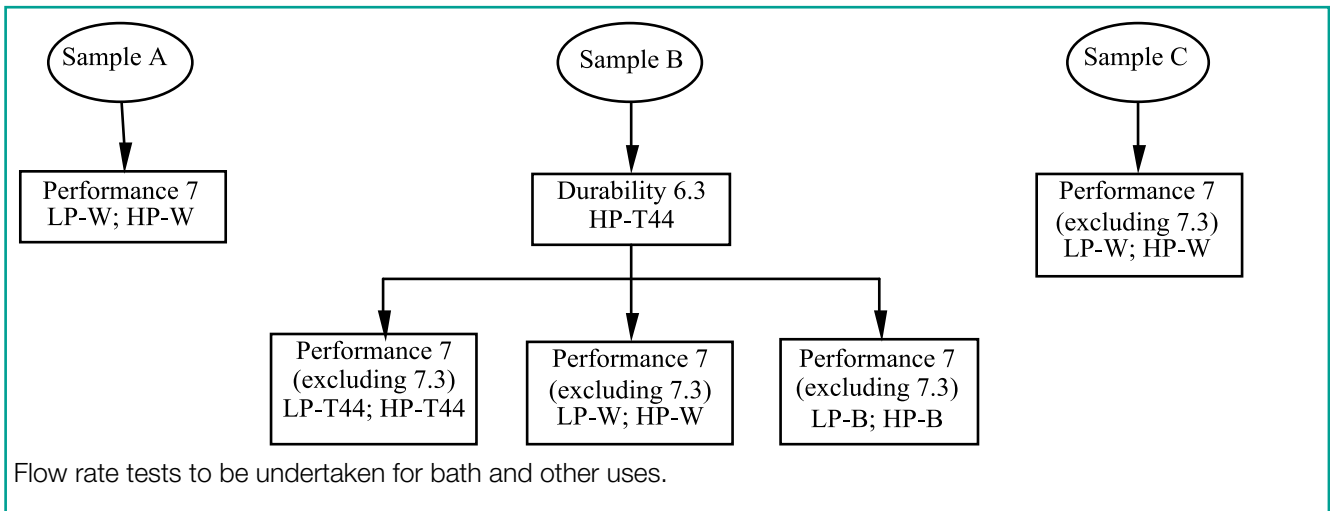 Sample A
Sample B
Sample C
Performance 7
LP-W; HP-W
Durability 6.3
HP-T44
Performance 7
(excluding 7.3)
LP-W; HP-W
Performance 7
(excluding 7.3)
LP-T44; HP-T44
Performance 7
(excluding 7.3)
LP-W; HP-W
Performance 7
(excluding 7.3)
LP-B; HP-B
Flow rate tests to be undertaken for bath and other uses.